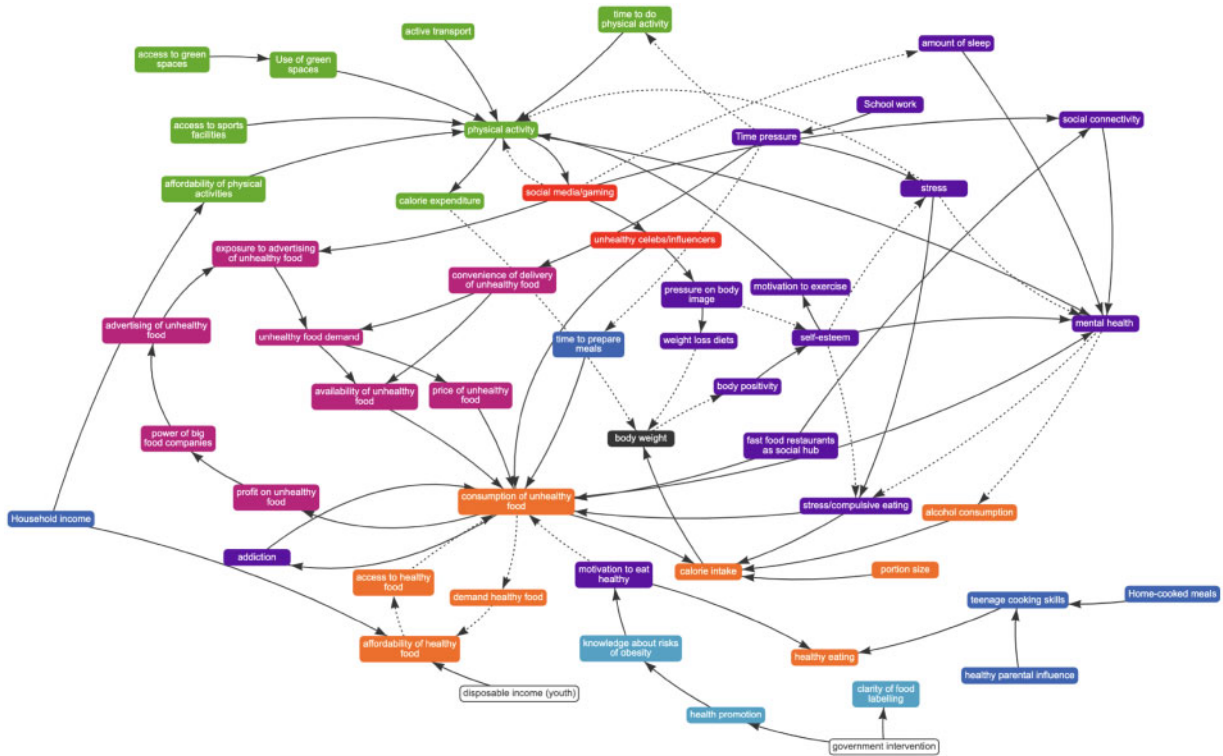 time to do
physical activity
active transport
amount of sleep
access to green
spaces
Use of green
spaces
School work
social connectivity
access to sports
facilities
physical activity
Time pressure
affordability of physical
activities
calorie expenditure
social media/gaming
stress
exposure to advertising
of unhealthy food
unhealthy celebs/influencers
convenience of delivery
of unhealthy food
pressure on body
image
motivation to exercise
advertising of unhealthy
food
unhealthy food demand
time to prepare
meals
weight loss diets
self-esteem
mental health
availability of unhealthy
food
price of unhealthy
food
body positivity
power of big
food companies
body weight
fast food restaurants
as social hub
profit on unhealthy
food
consumption of unhealthy
food
stress/compulsive eating
alcohol consumption
Household income
addiction
access to healthy
food
demand healthy food
motivation to eat
healthy
calorie intake
portion size
teenage cooking skills
Home-cooked meals
affordability of healthy
food
knowledge about risks
of obesity
healthy eating
healthy parental influence
disposable income (youth)
clarity of food
labelling
health promotion
government intervention